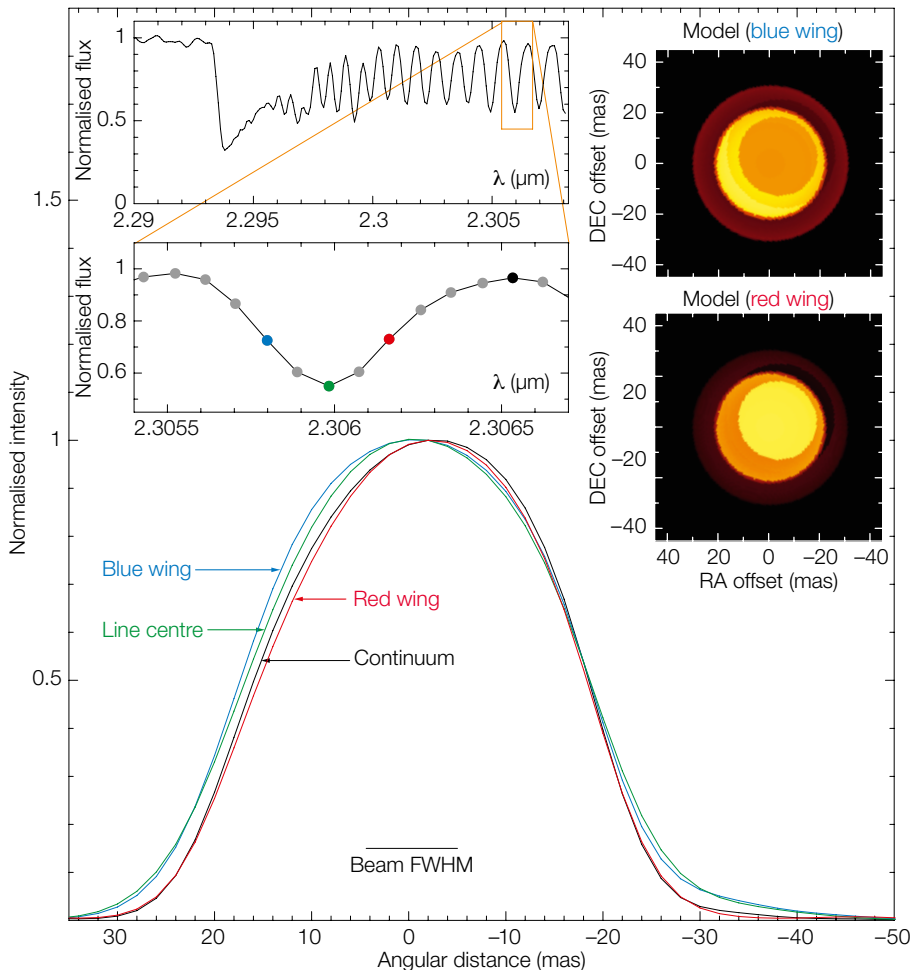 Normalised flux
1
0.5
0
2.29
2.295
2.3
2.305
λ (µm)
Normalised flux
1
0.8
0.6
λ (µm)
2.3055
2.306
2.3065
Model (blue wing)
DEC offset (mas)
40
20
0
−20
−40
Model (red wing)
DEC offset (mas)
40
20
0
−20
−40
40
20
0
−20
−40
RA offset (mas)
Normalised intensity
1.5
1
0.5
Blue wing
Line centre
Red wing
Continuum
Beam FWHM
30
20
10
0
−10
−20
−30
−40
−50
Angular distance (mas)